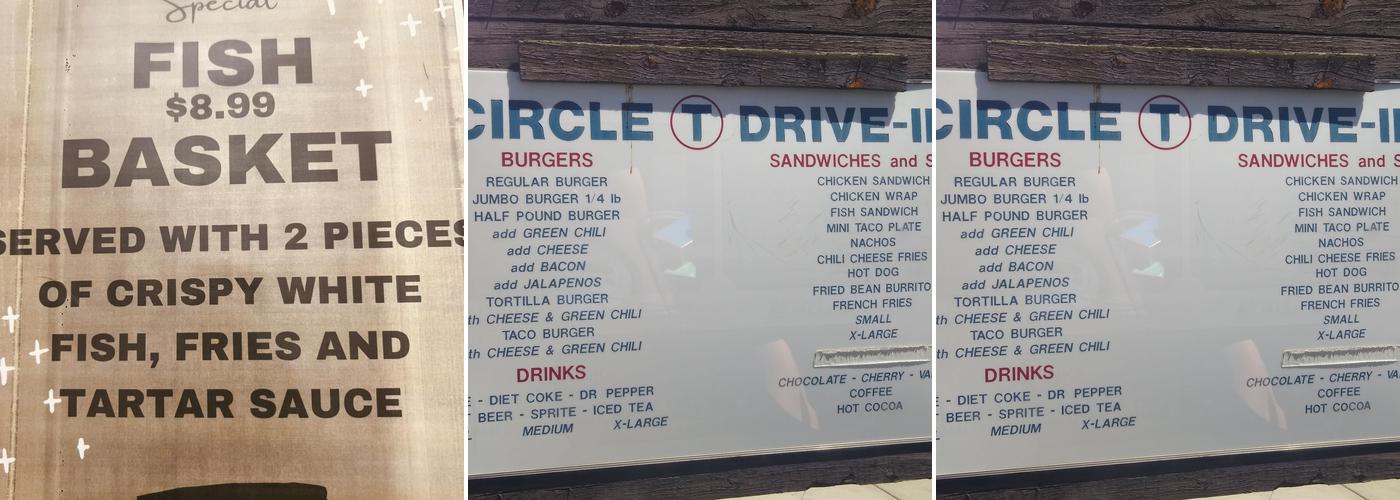 Special
FISH
$8.99
BASKET
SERVED WITH 2 PIECES
OF CRISPY WHITE
FISH, FRIES AND
TARTAR SAUCE
CIRCLE T DRIVE-I
BURGERS
REGULAR BURGER
JUMBO BURGER 1/4 lb
HALF POUND BURGER
add GREEN CHILI
add CHEESE
add BACON
add JALAPENOS
TORTILLA BURGER
th CHEESE & GREEN CHILI
TACO BURGER
th CHEESE & GREEN CHILI
DRINKS
- DIET COKE - DR PEPPER
BEER - SPRITE - ICED TEA
MEDIUM X-LARGE
SANDWICHES and S
CHICKEN SANDWICH
CHICKEN WRAP
FISH SANDWICH
MINI TACO PLATE
NACHOS
CHILI CHEESE FRIES
HOT DOG
FRIED BEAN BURRITO
FRENCH FRIES
SMALL
X-LARGE
CHOCOLATE - CHERRY - VA
COFFEE
HOT COCOA
CIRCLE T DRIVE-I
BURGERS
REGULAR BURGER
JUMBO BURGER 1/4 lb
HALF POUND BURGER
add GREEN CHILI
add CHEESE
add BACON
add JALAPENOS
TORTILLA BURGER
th CHEESE & GREEN CHILI
TACO BURGER
th CHEESE & GREEN CHILI
DRINKS
- DIET COKE - DR PEPPER
BEER - SPRITE - ICED TEA
MEDIUM X-LARGE
SANDWICHES and S
CHICKEN SANDWICH
CHICKEN WRAP
FISH SANDWICH
MINI TACO PLATE
NACHOS
CHILI CHEESE FRIES
HOT DOG
FRIED BEAN BURRITO
FRENCH FRIES
SMALL
X-LARGE
CHOCOLATE - CHERRY - VA
COFFEE
HOT COCOA